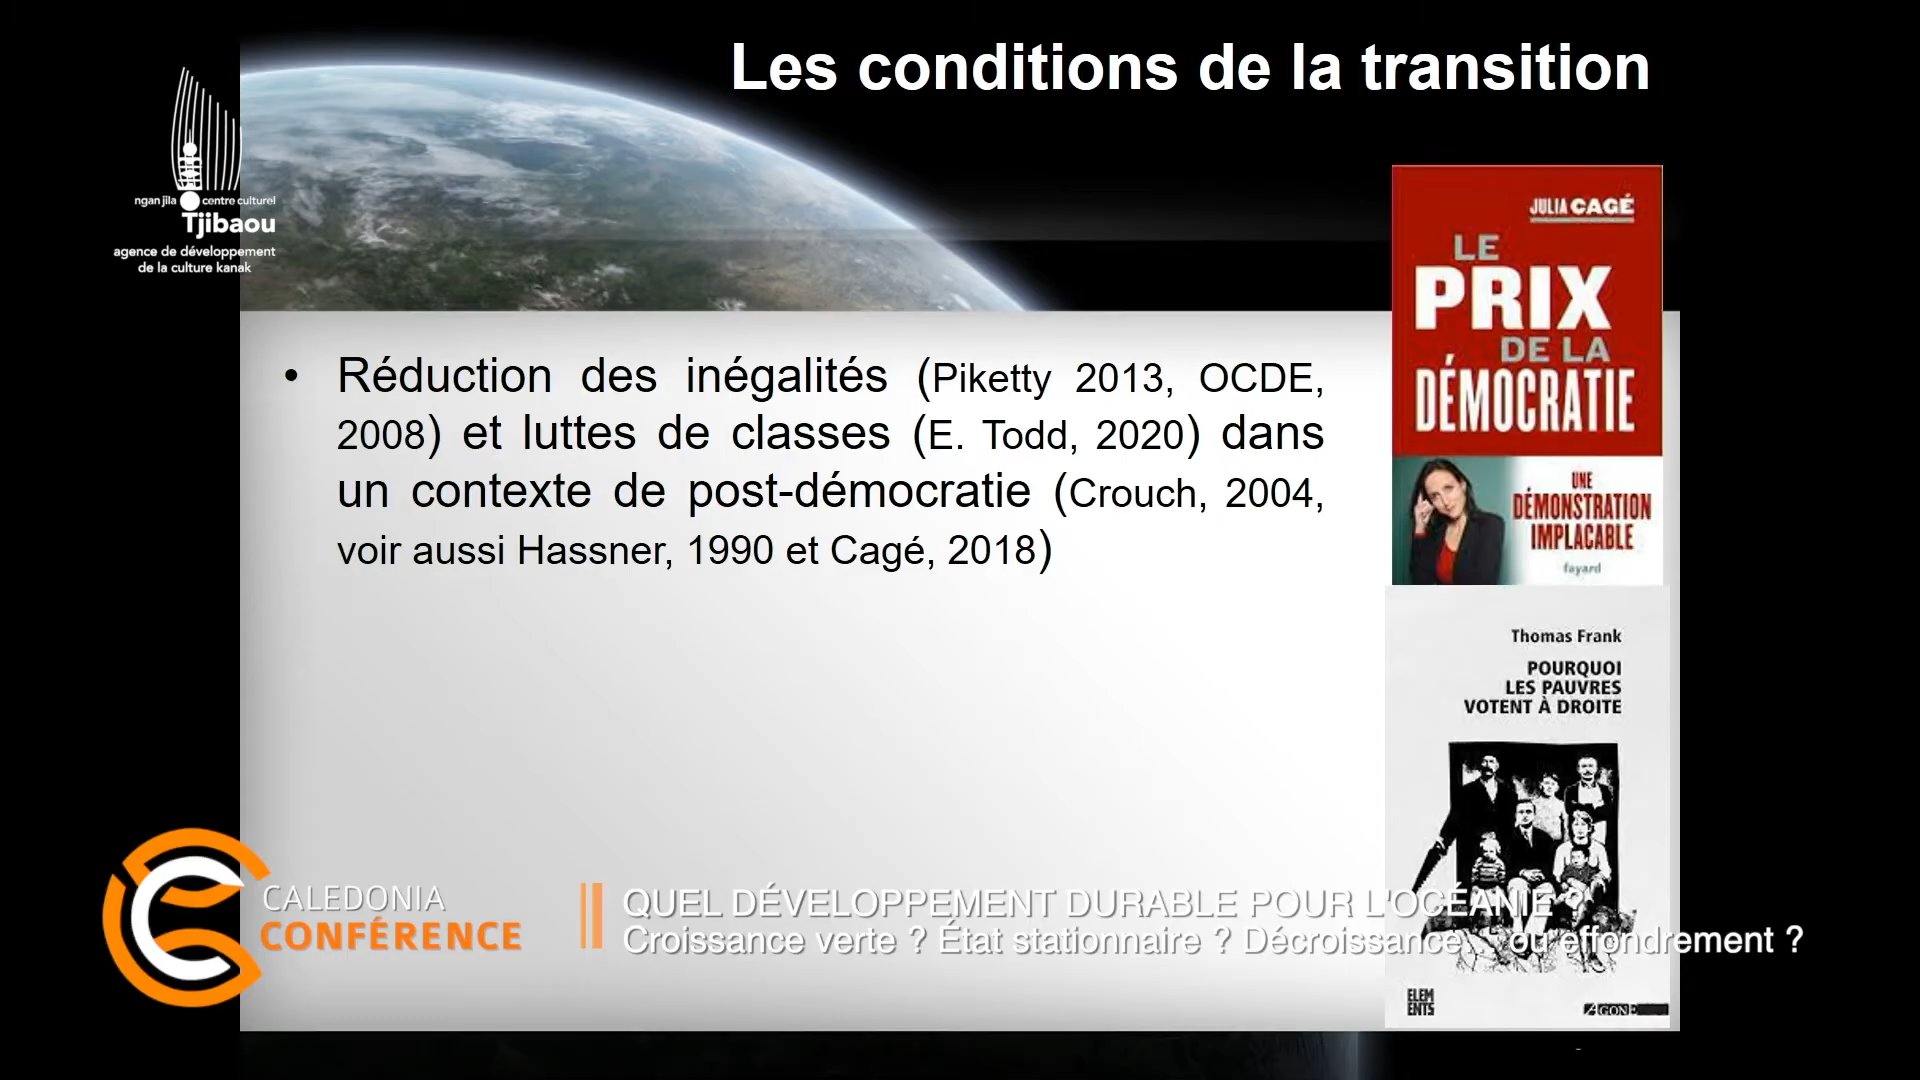 Les conditions de la transition
ngan jila centre culturel
Tjibaou
agence de développement
de la culture kanak
JULIA CAGÉ
LE
PRIX
DE LA
DÉMOCRATIE
UNE
DÉMONSTRATION
IMPLACABLE
fayard
• Réduction des inégalités (Piketty 2013, OCDE,
2008) et luttes de classes (E. Todd, 2020) dans
un contexte de post-démocratie (Crouch, 2004,
voir aussi Hassner, 1990 et Cagé, 2018)
Thomas Frank
POURQUOI
LES PAUVRES
VOTENT À DROITE
ELEM
ENTS
AGONE
CALEDONIA
CONFÉRENCE
QUEL DÉVELOPPEMENT DURABLE POUR L'OCÉANIE ?
Croissance verte ? État stationnaire ? Décroissance... ou effondrement ?